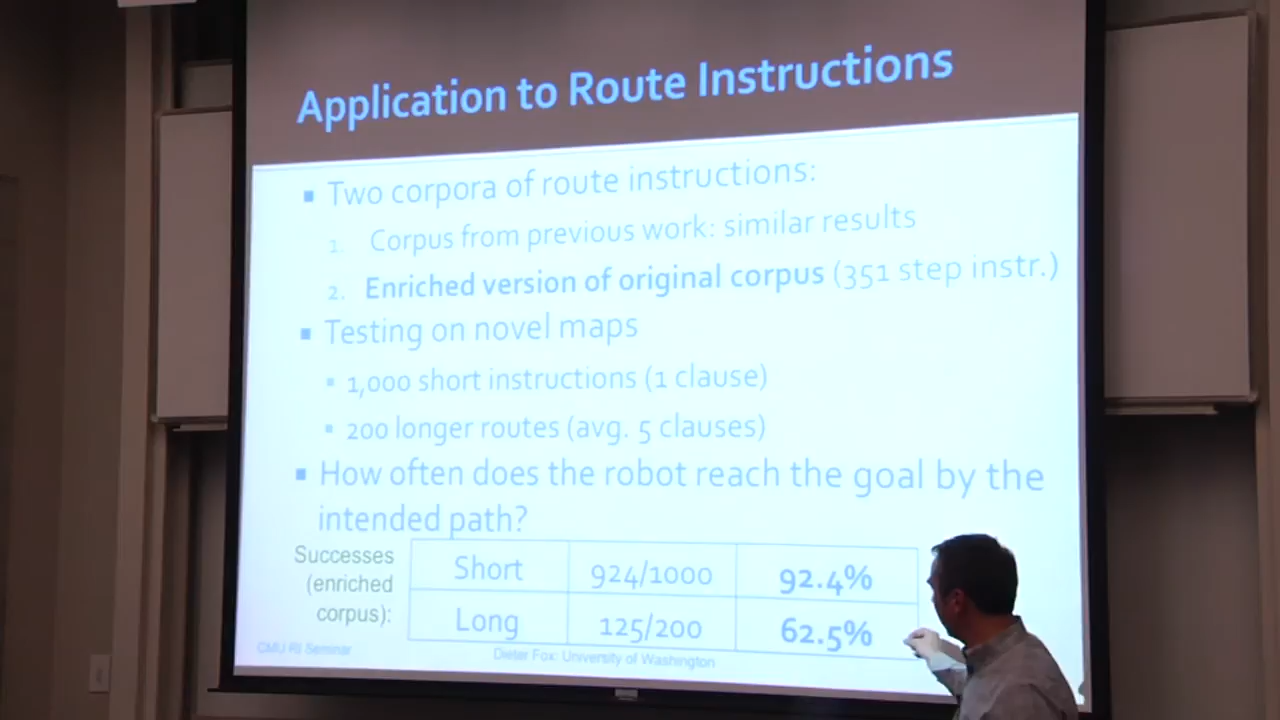 Application to Route Instructions
▪ Two corpora of route instructions:
1. Corpus from previous work: similar results
2. Enriched version of original corpus (351 step instr.)
▪ Testing on novel maps
▪ 1,000 short instructions (1 clause)
▪ 200 longer routes (avg. 5 clauses)
▪ How often does the robot reach the goal by the
intended path?
Successes
(enriched
corpus):
Short 924/1000 92.4%
Long 125/200 62.5%
CMU RI Seminar
Dieter Fox: University of Washington